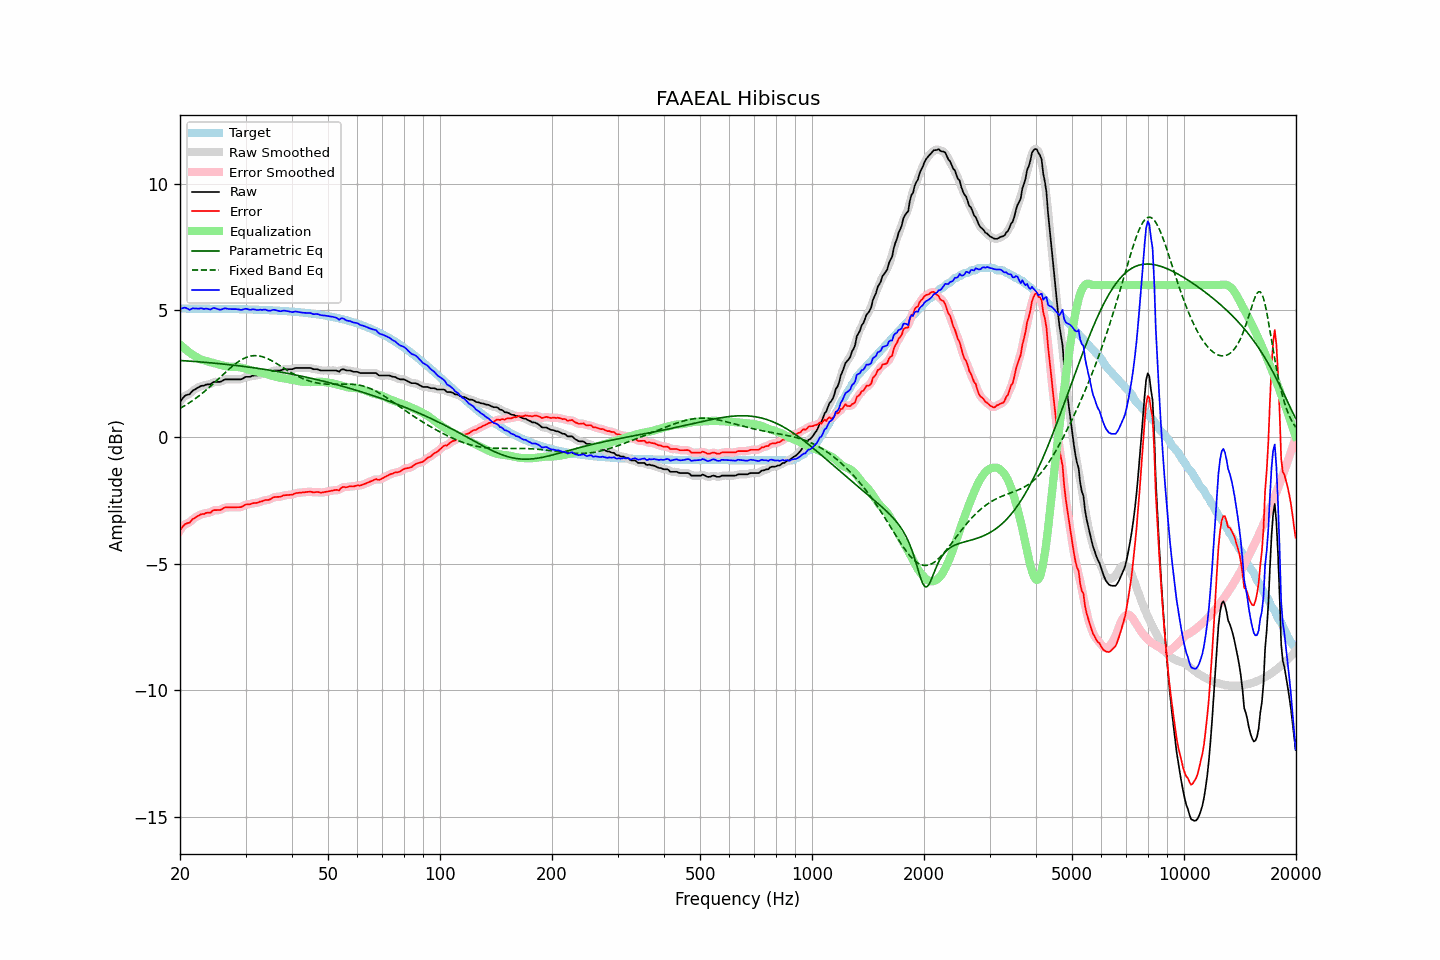 FAAEAL Hibiscus
Target
Raw Smoothed
Error Smoothed
Raw
Error
Equalization
Parametric Eq
Fixed Band Eq
Equalized
Amplitude (dBr)
10
5
0
−5
−10
−15
20 50 100 200 500 1000 2000 5000 10000 20000
Frequency (Hz)